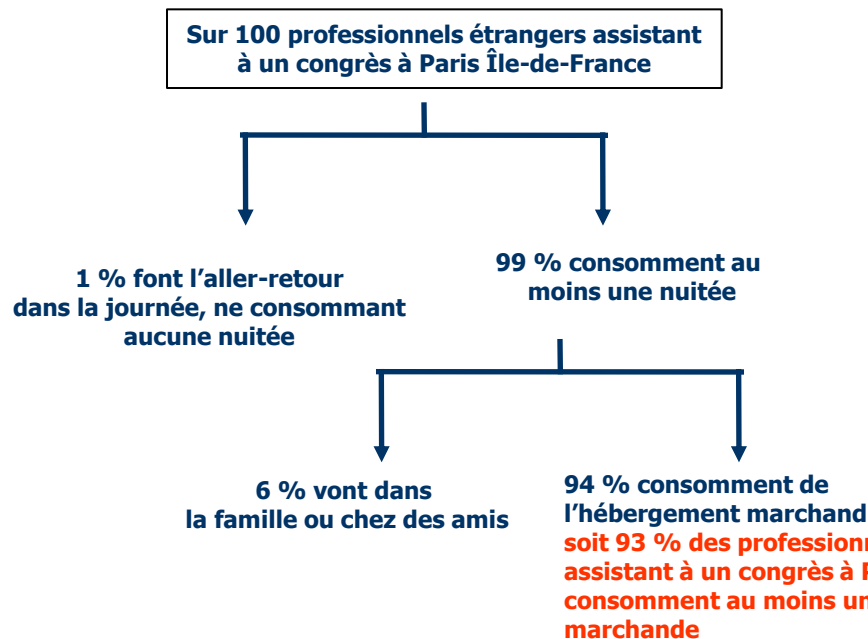 Sur 100 professionnels étrangers assistant
à un congrès à Paris Île-de-France
1 % font l’aller-retour
dans la journée, ne consommant
aucune nuitée
99 % consomment au
moins une nuitée
6 % vont dans
la famille ou chez des amis
94 % consomment de
l’hébergement marchand
soit 93 % des
assistant à un congrès à
consomment au moins
marchande